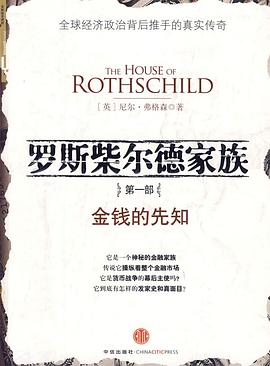 全球经济政治背后推手的真实传奇
THE HOUSE OF
ROTHSCHILD
[英] 尼尔·弗格森 著
罗斯柴尔德家族
第一部
金钱的先知
它是一个神秘的金融家族
传说它操纵着整个金融市场
它是货币战争的幕后主使吗?
它到底有怎样的发家史和真面目?
中信出版社·CHINA CITIC PRESS